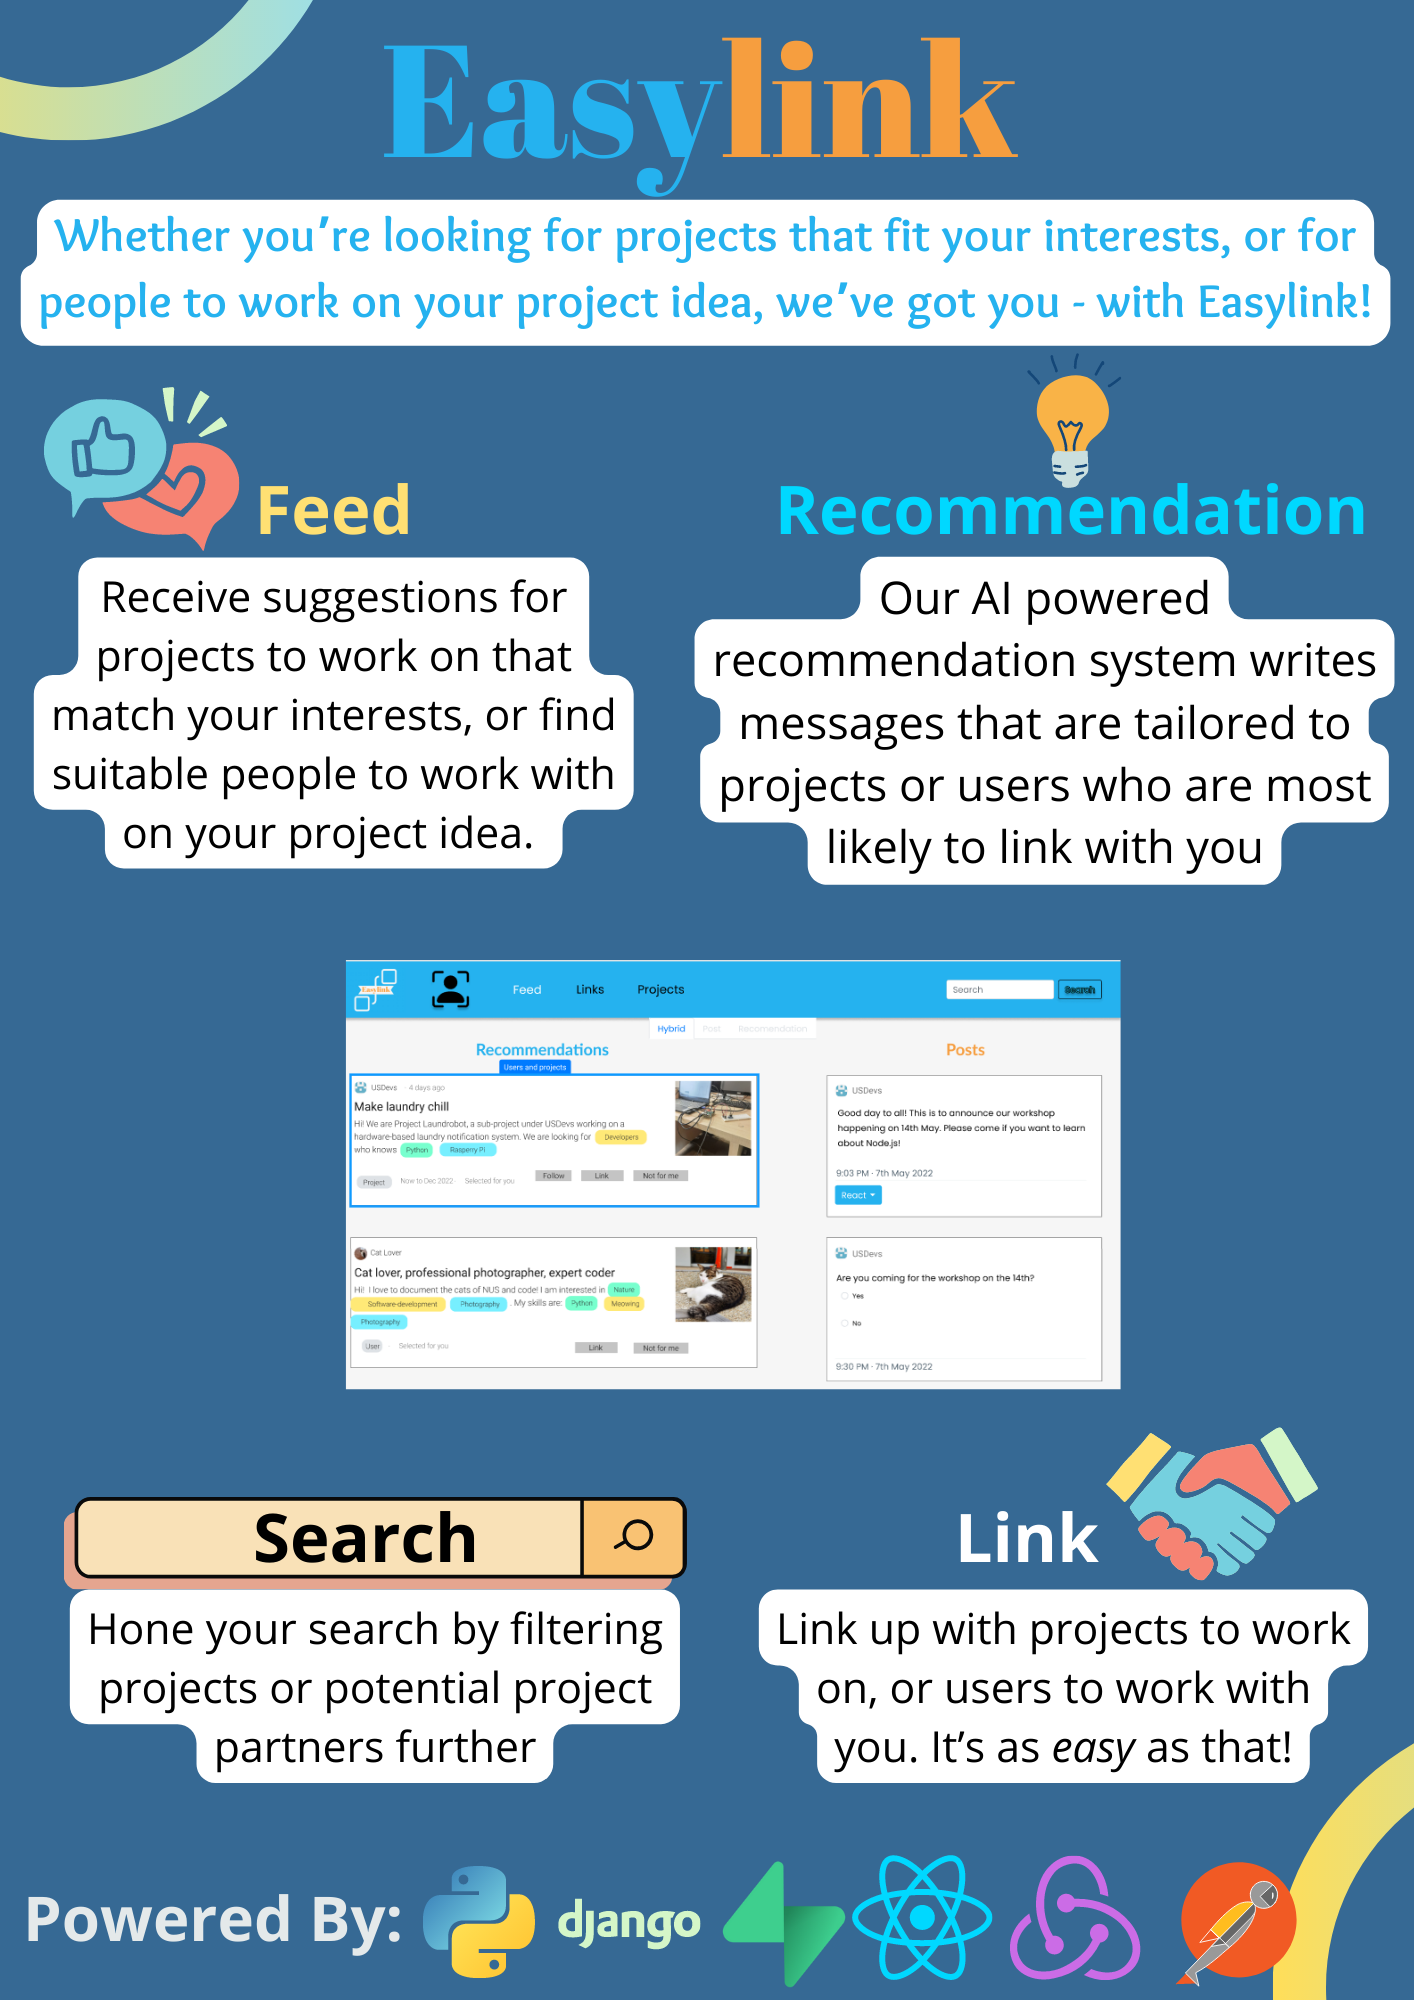 Easylink
Whether you're looking for projects that fit your interests, or for
people to work on your project idea, we've got you - with Easylink!
Feed
Receive suggestions for
projects to work on that
match your interests, or find
suitable people to work with
on your project idea.
Recommendation
Our AI powered
recommendation system writes
messages that are tailored to
projects or users who are most
likely to link with you
Easylink
Feed
Links
Projects
Search
Search
Hybrid
Post
Recomendation
Recommendations
Users and projects
USDevs · 4 days ago
Make laundry chill
Hi! We are Project Laundrobot, a sub-project under USDevs working on a
hardware-based laundry notification system. We are looking for Developers
who knows Python Rasperry Pi
Project Now to Dec 2022 · Selected for you
Follow
Link
Not for me
Cat Lover
Cat lover, professional photographer, expert coder
Hi! I love to document the cats of NUS and code! I am interested in Nature
Software-development Photography . My skills are: Python Meowing
Photography
User Selected for you
Link
Not for me
Posts
USDevs
Good day to all! This is to announce our workshop
happening on 14th May. Please come if you want to learn
about Node.js!
9:03 PM · 7th May 2022
React
USDevs
Are you coming for the workshop on the 14th?
Yes
No
9:30 PM · 7th May 2022
Search
Hone your search by filtering
projects or potential project
partners further
Link
Link up with projects to work
on, or users to work with
you. It's as easy as that!
Powered By:
django